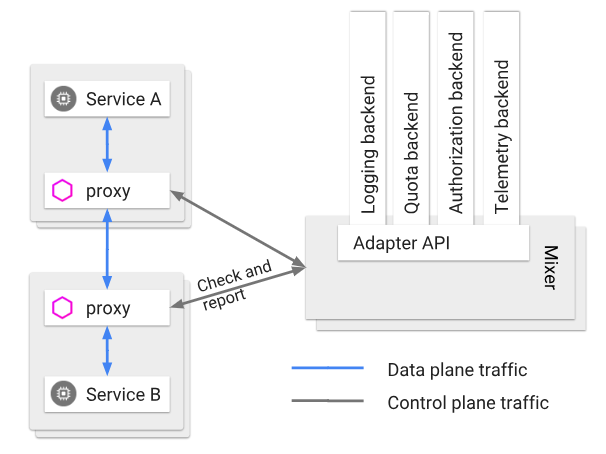 Service A
proxy
proxy
Service B
Check and
report
Logging backend
Quota backend
Authorization backend
Telemetry backend
Adapter API
Mixer
Data plane traffic
Control plane traffic